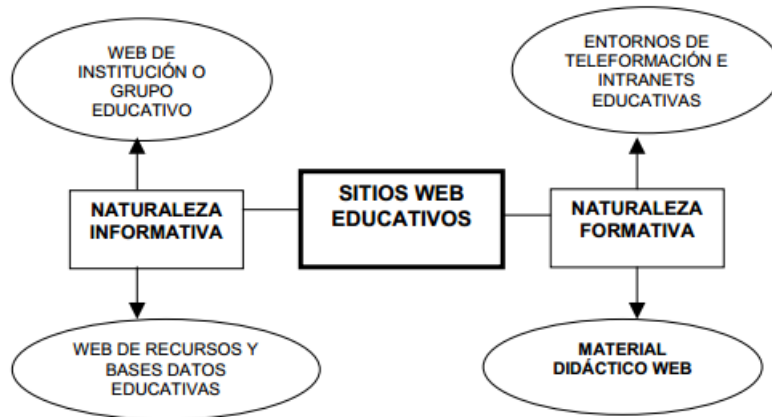 WEB DE
INSTITUCIÓN O
GRUPO
EDUCATIVO
ENTORNOS DE
TELEFORMACIÓN E
INTRANETS
EDUCATIVAS
NATURALEZA
INFORMATIVA
SITIOS WEB
EDUCATIVOS
NATURALEZA
FORMATIVA
WEB DE RECURSOS Y
BASES DATOS
EDUCATIVAS
MATERIAL
DIDÁCTICO WEB